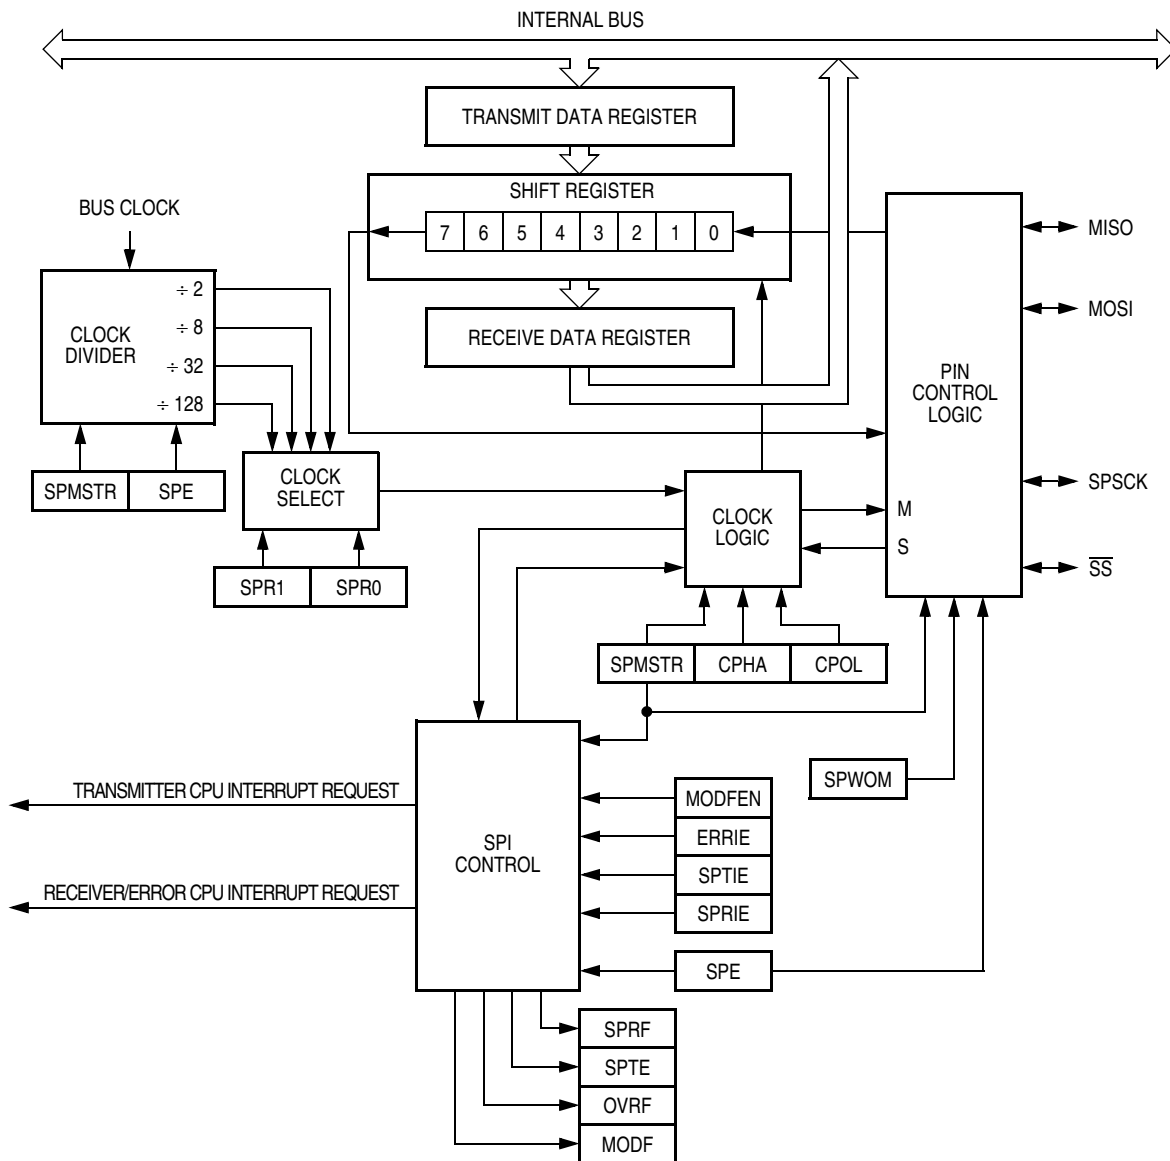 INTERNAL BUS
TRANSMIT DATA REGISTER
SHIFT REGISTER
7 6 5 4 3 2 1 0
RECEIVE DATA REGISTER
BUS CLOCK
CLOCK
DIVIDER
÷ 2
÷ 8
÷ 32
÷ 128
SPMSTR SPE
CLOCK
SELECT
SPR1 SPR0
PIN
CONTROL
LOGIC
M
S
MISO
MOSI
SPSCK
S̅S̅
CLOCK
LOGIC
SPMSTR CPHA CPOL
SPWOM
TRANSMITTER CPU INTERRUPT REQUEST
RECEIVER/ERROR CPU INTERRUPT REQUEST
SPI
CONTROL
MODFEN
ERRIE
SPTIE
SPRIE
SPE
SPRF
SPTE
OVRF
MODF